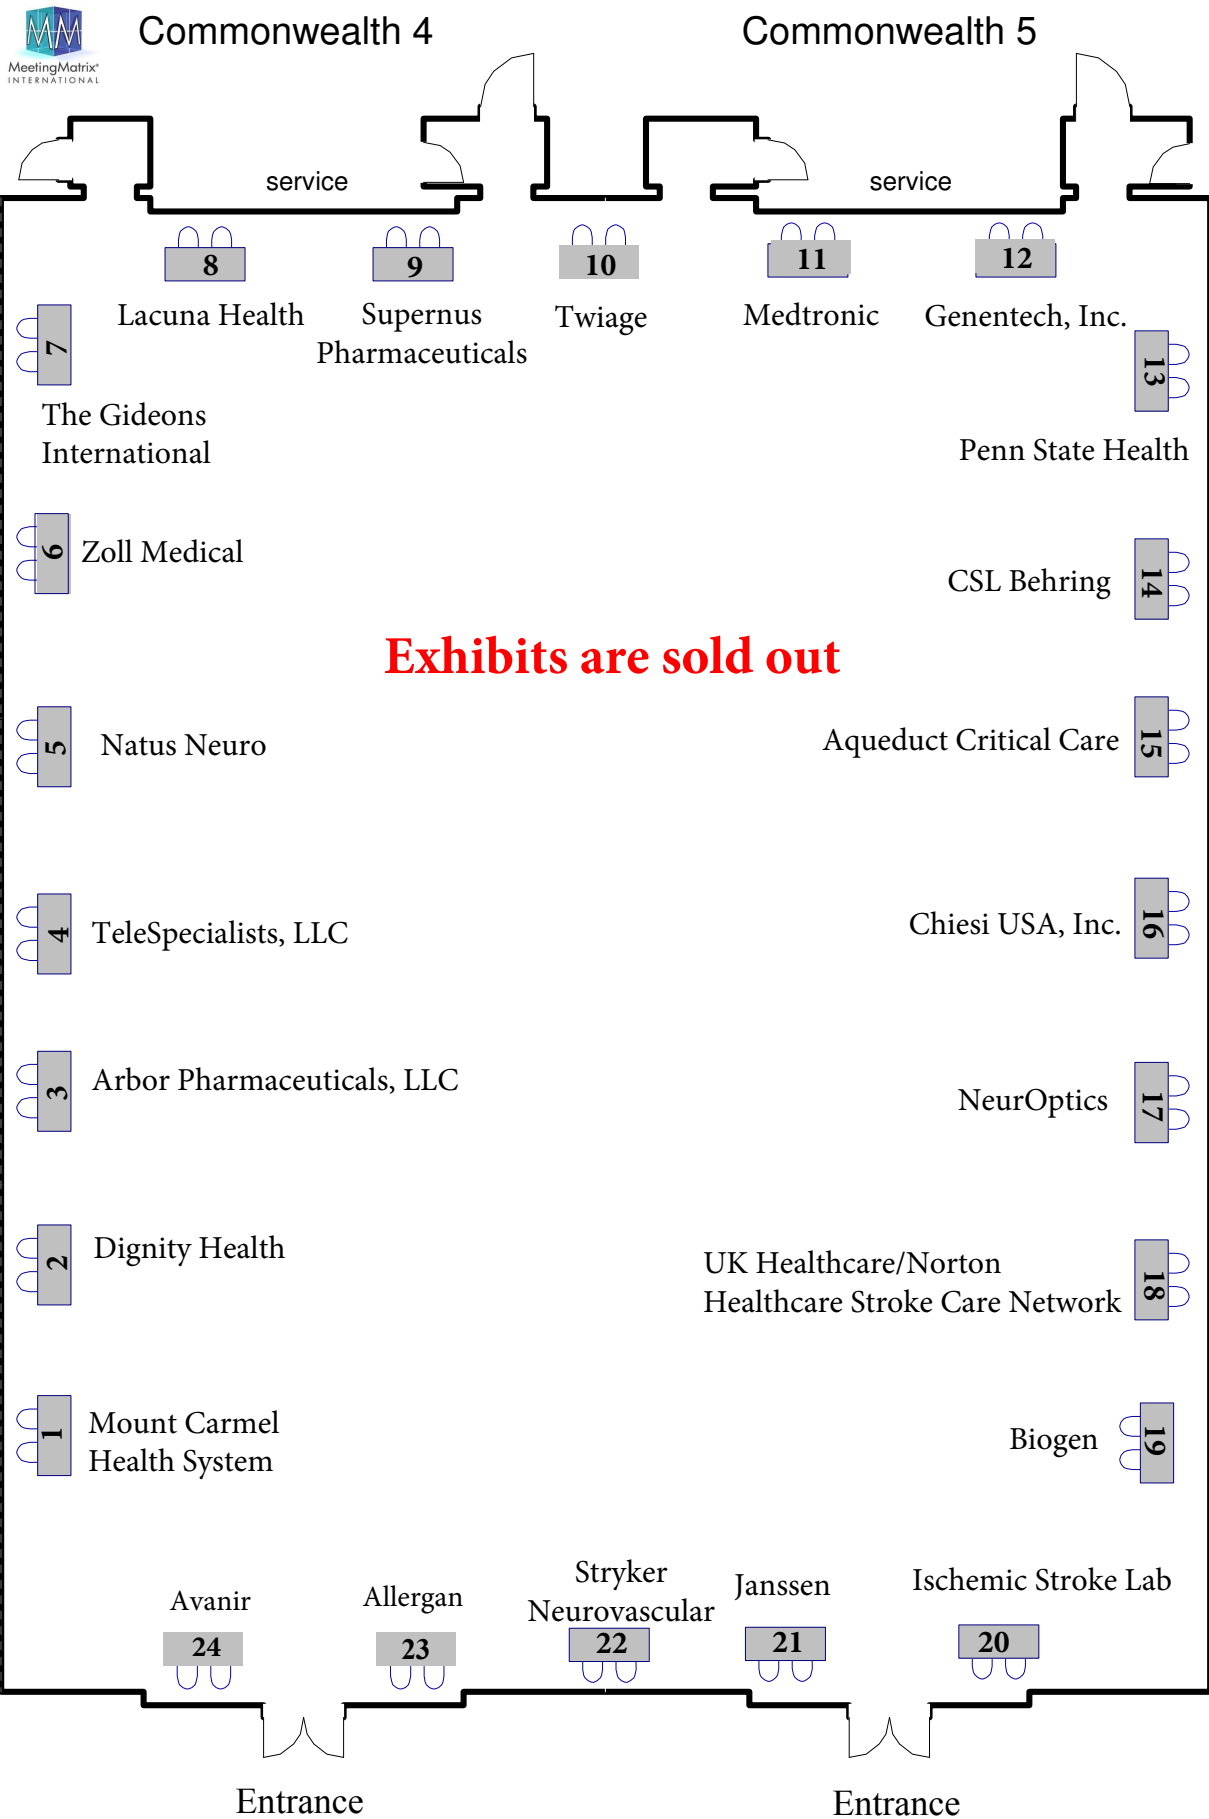 MM
MeetingMatrix®
INTERNATIONAL
Commonwealth 4
Commonwealth 5
service
service
8
9
10
11
12
Lacuna Health
Supernus
Pharmaceuticals
Twiage
Medtronic
Genentech, Inc.
7
The Gideons
International
13
Penn State Health
6
Zoll Medical
CSL Behring
14
Exhibits are sold out
5
Natus Neuro
Aqueduct Critical Care
15
4
TeleSpecialists, LLC
Chiesi USA, Inc.
16
3
Arbor Pharmaceuticals, LLC
NeurOptics
17
2
Dignity Health
UK Healthcare/Norton
Healthcare Stroke Care Network
18
1
Mount Carmel
Health System
Biogen
19
Avanir
Allergan
Stryker
Neurovascular
Janssen
Ischemic Stroke Lab
24
23
22
21
20
Entrance
Entrance